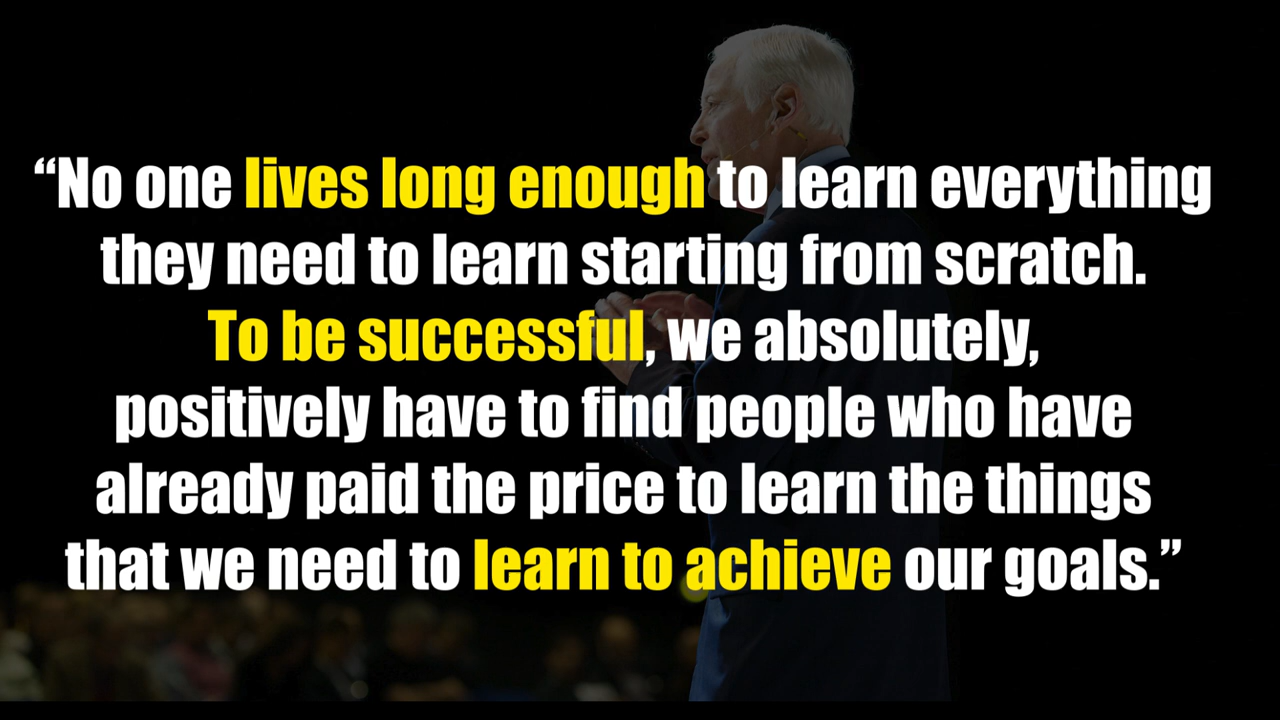 “No one lives long enough to learn everything
they need to learn starting from scratch.
To be successful, we absolutely,
positively have to find people who have
already paid the price to learn the things
that we need to learn to achieve our goals.”